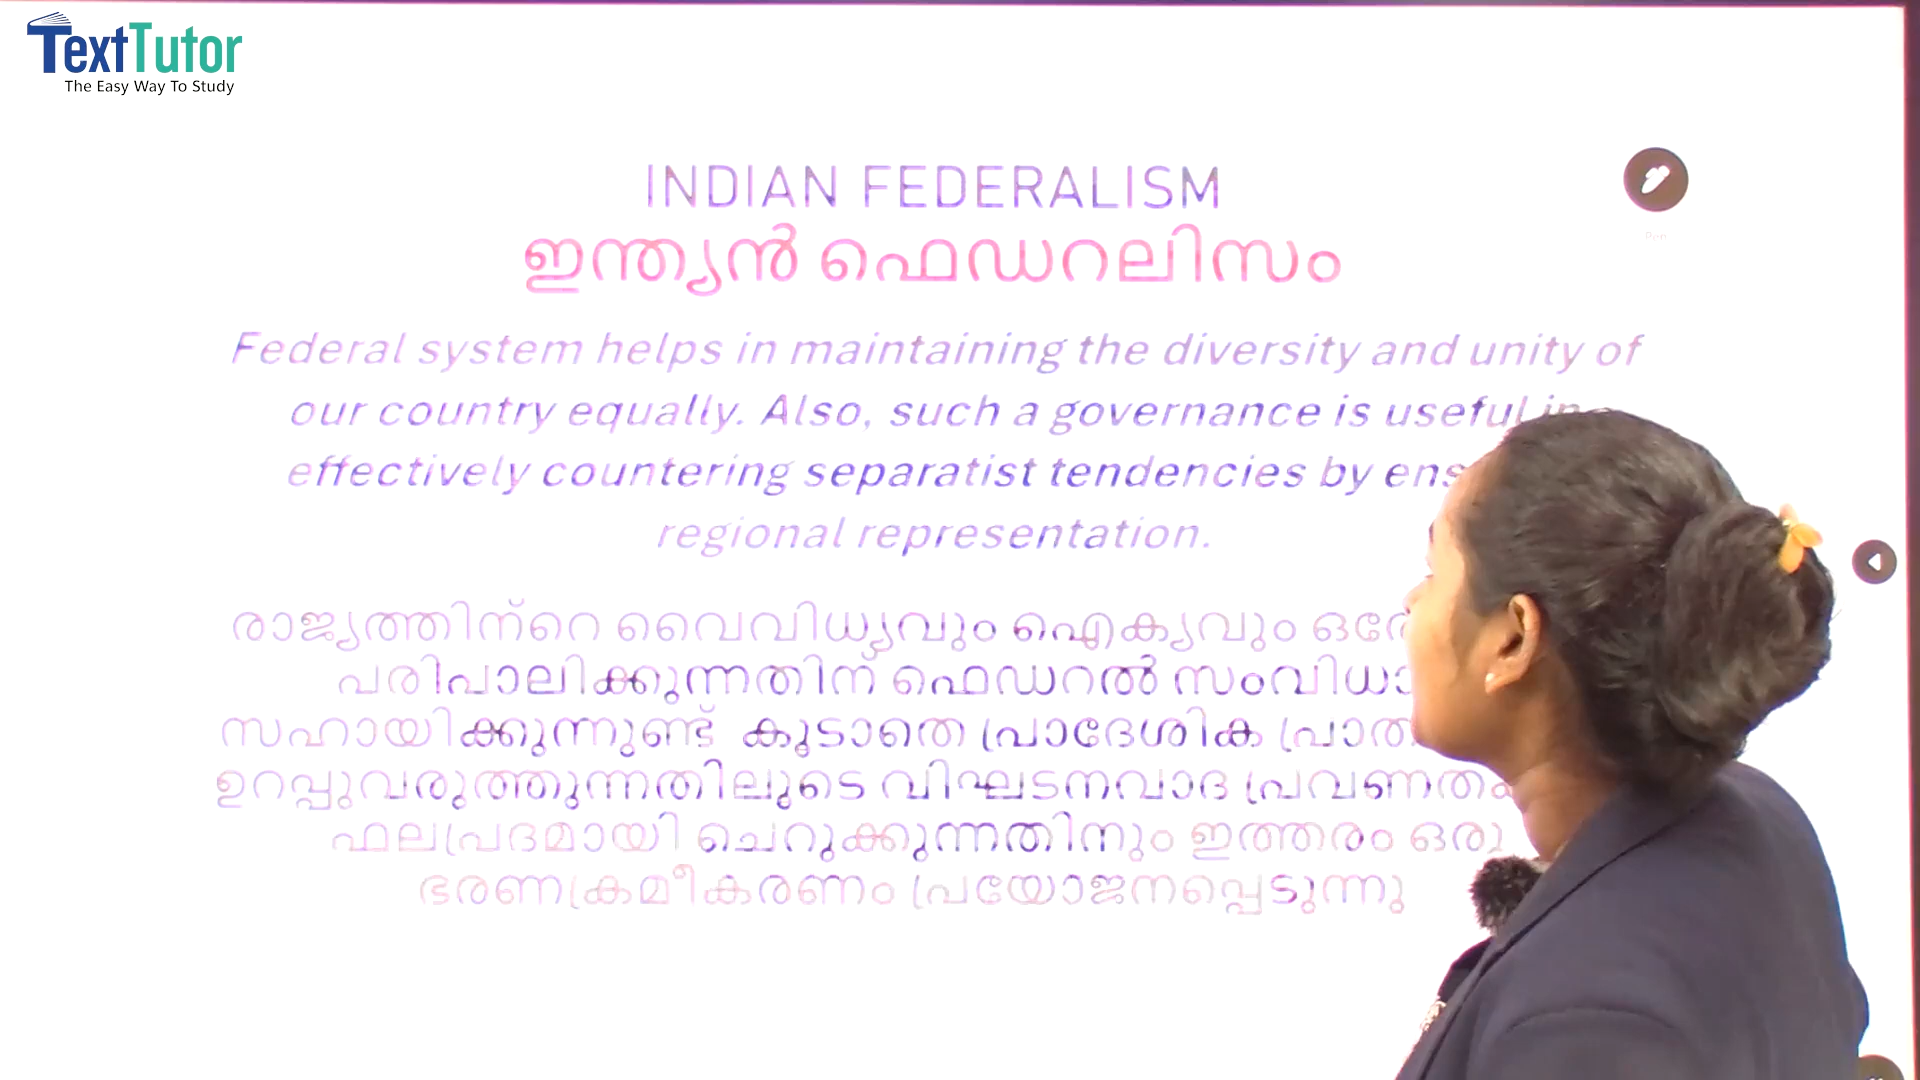 TextTutor
The Easy Way To Study
INDIAN FEDERALISM
ഇന്ത്യൻ ഫെഡറലിസം
Federal system helps in maintaining the diversity and unity of
our country equally. Also, such a governance is useful in
effectively countering separatist tendencies by
regional representation.
രാജ്യത്തിന്റെ വൈവിധ്യവും ഐക്യവും
പരിപാലിക്കുന്നതിന് ഫെഡറൽ
സഹായിക്കുന്നുണ്ട് കൂടാതെ പ്രാദേശിക
ഉറപ്പുവരുത്തുന്നതിലൂടെ വിഘടനവാദ
ഫലപ്രദമായി ചെറുക്കുന്നതിനും ഇത്തരം ഒരു
ഭരണക്രമീകരണം പ്രയോജനപ്പെടുന്നു